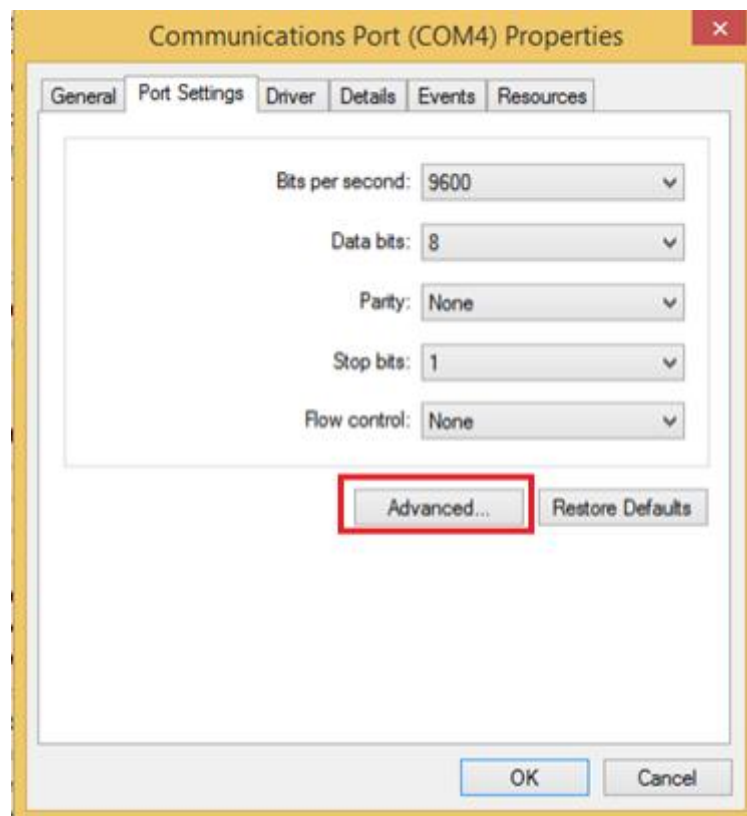 Communications Port (COM4) Properties
General Port Settings Driver Details Events Resources
Bits per second: 9600
Data bits: 8
Parity: None
Stop bits: 1
Flow control: None
Advanced... Restore Defaults
OK Cancel